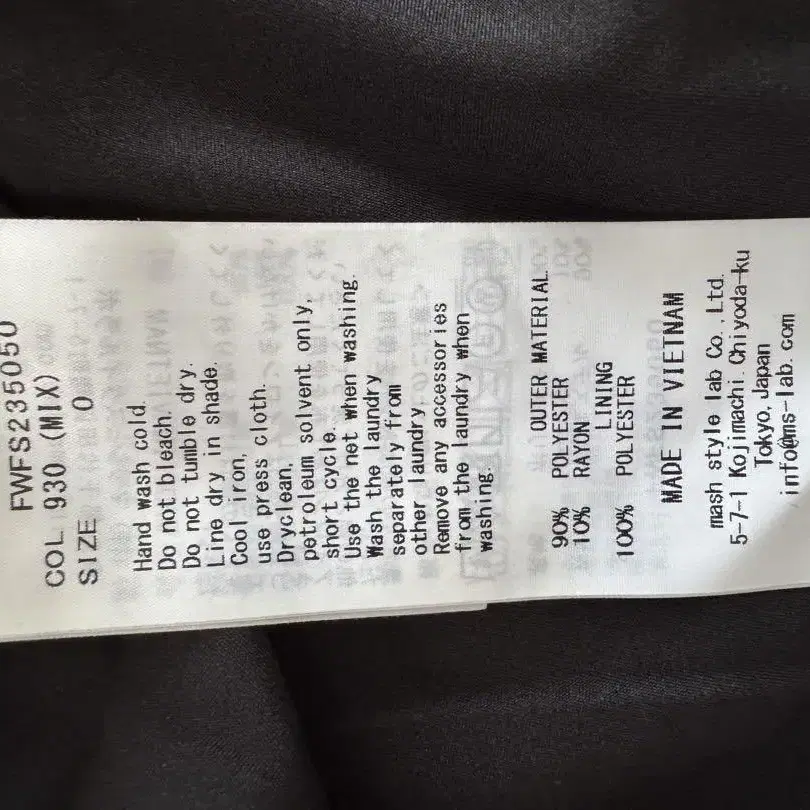 FWFS235050
COL 930 (MIX)
SIZE 0
Hand wash cold.
Do not bleach.
Do not tumble dry.
Line dry in shade.
Cool iron,
use press cloth.
Dryclean,
petroleum solvent only,
short cycle.
Use the net when washing.
Wash the laundry
separately from
other laundry.
Remove any accessories
from the laundry when
washing.
OUTER MATERIAL
90% POLYESTER
10% RAYON
LINING
100% POLYESTER
MADE IN VIETNAM
mash style lab Co.,Ltd.
5-7-1 Kojimachi. Chiyoda-ku
Tokyo. Japan
info@ms-lab.com